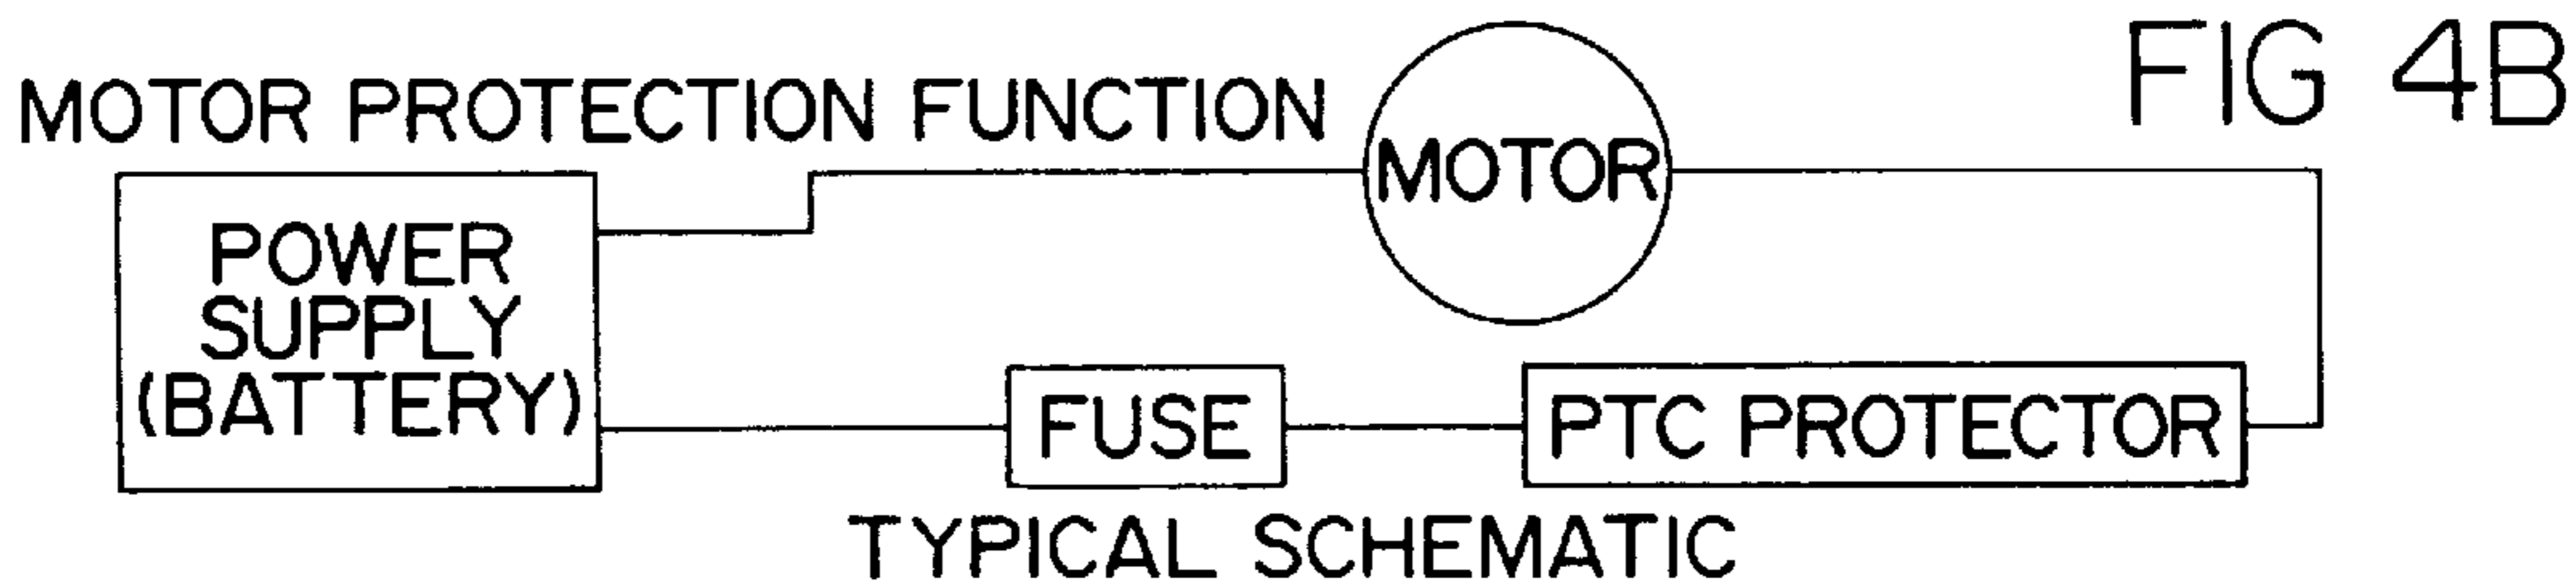 FIG 4B
MOTOR PROTECTION FUNCTION
MOTOR
POWER
SUPPLY
(BATTERY)
FUSE
PTC PROTECTOR
TYPICAL SCHEMATIC